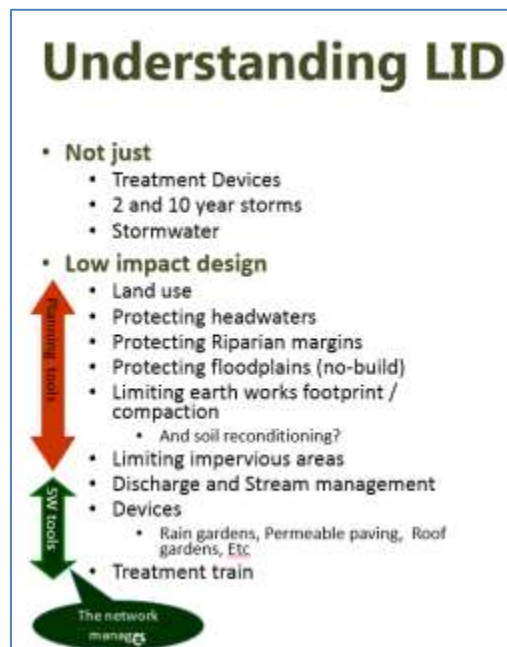 Understanding LID
• Not just
• Treatment Devices
• 2 and 10 year storms
• Stormwater
• Low impact design
• Land use
• Protecting headwaters
• Protecting Riparian margins
• Protecting floodplains (no-build)
• Limiting earth works footprint /
compaction
• And soil reconditioning?
• Limiting impervious areas
• Discharge and Stream management
• Devices
• Rain gardens, Permeable paving, Roof
gardens, Etc
• Treatment train
Planning tools
SW tools
The network